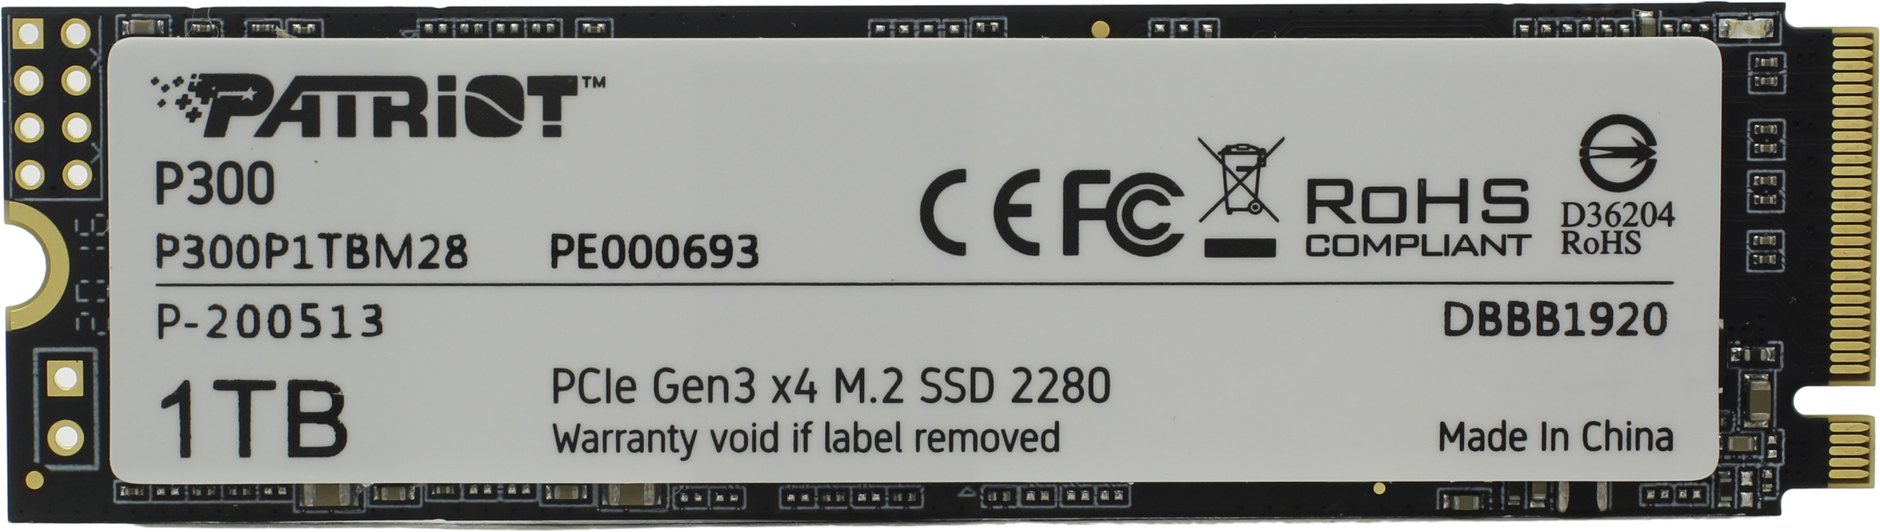 PATRiOT™
P300
P300P1TBM28 PE000693
CE FC RoHS COMPLIANT
D36204
RoHS
P-200513 DBBB1920
1TB
PCIe Gen3 x4 M.2 SSD 2280
Warranty void if label removed
Made In China